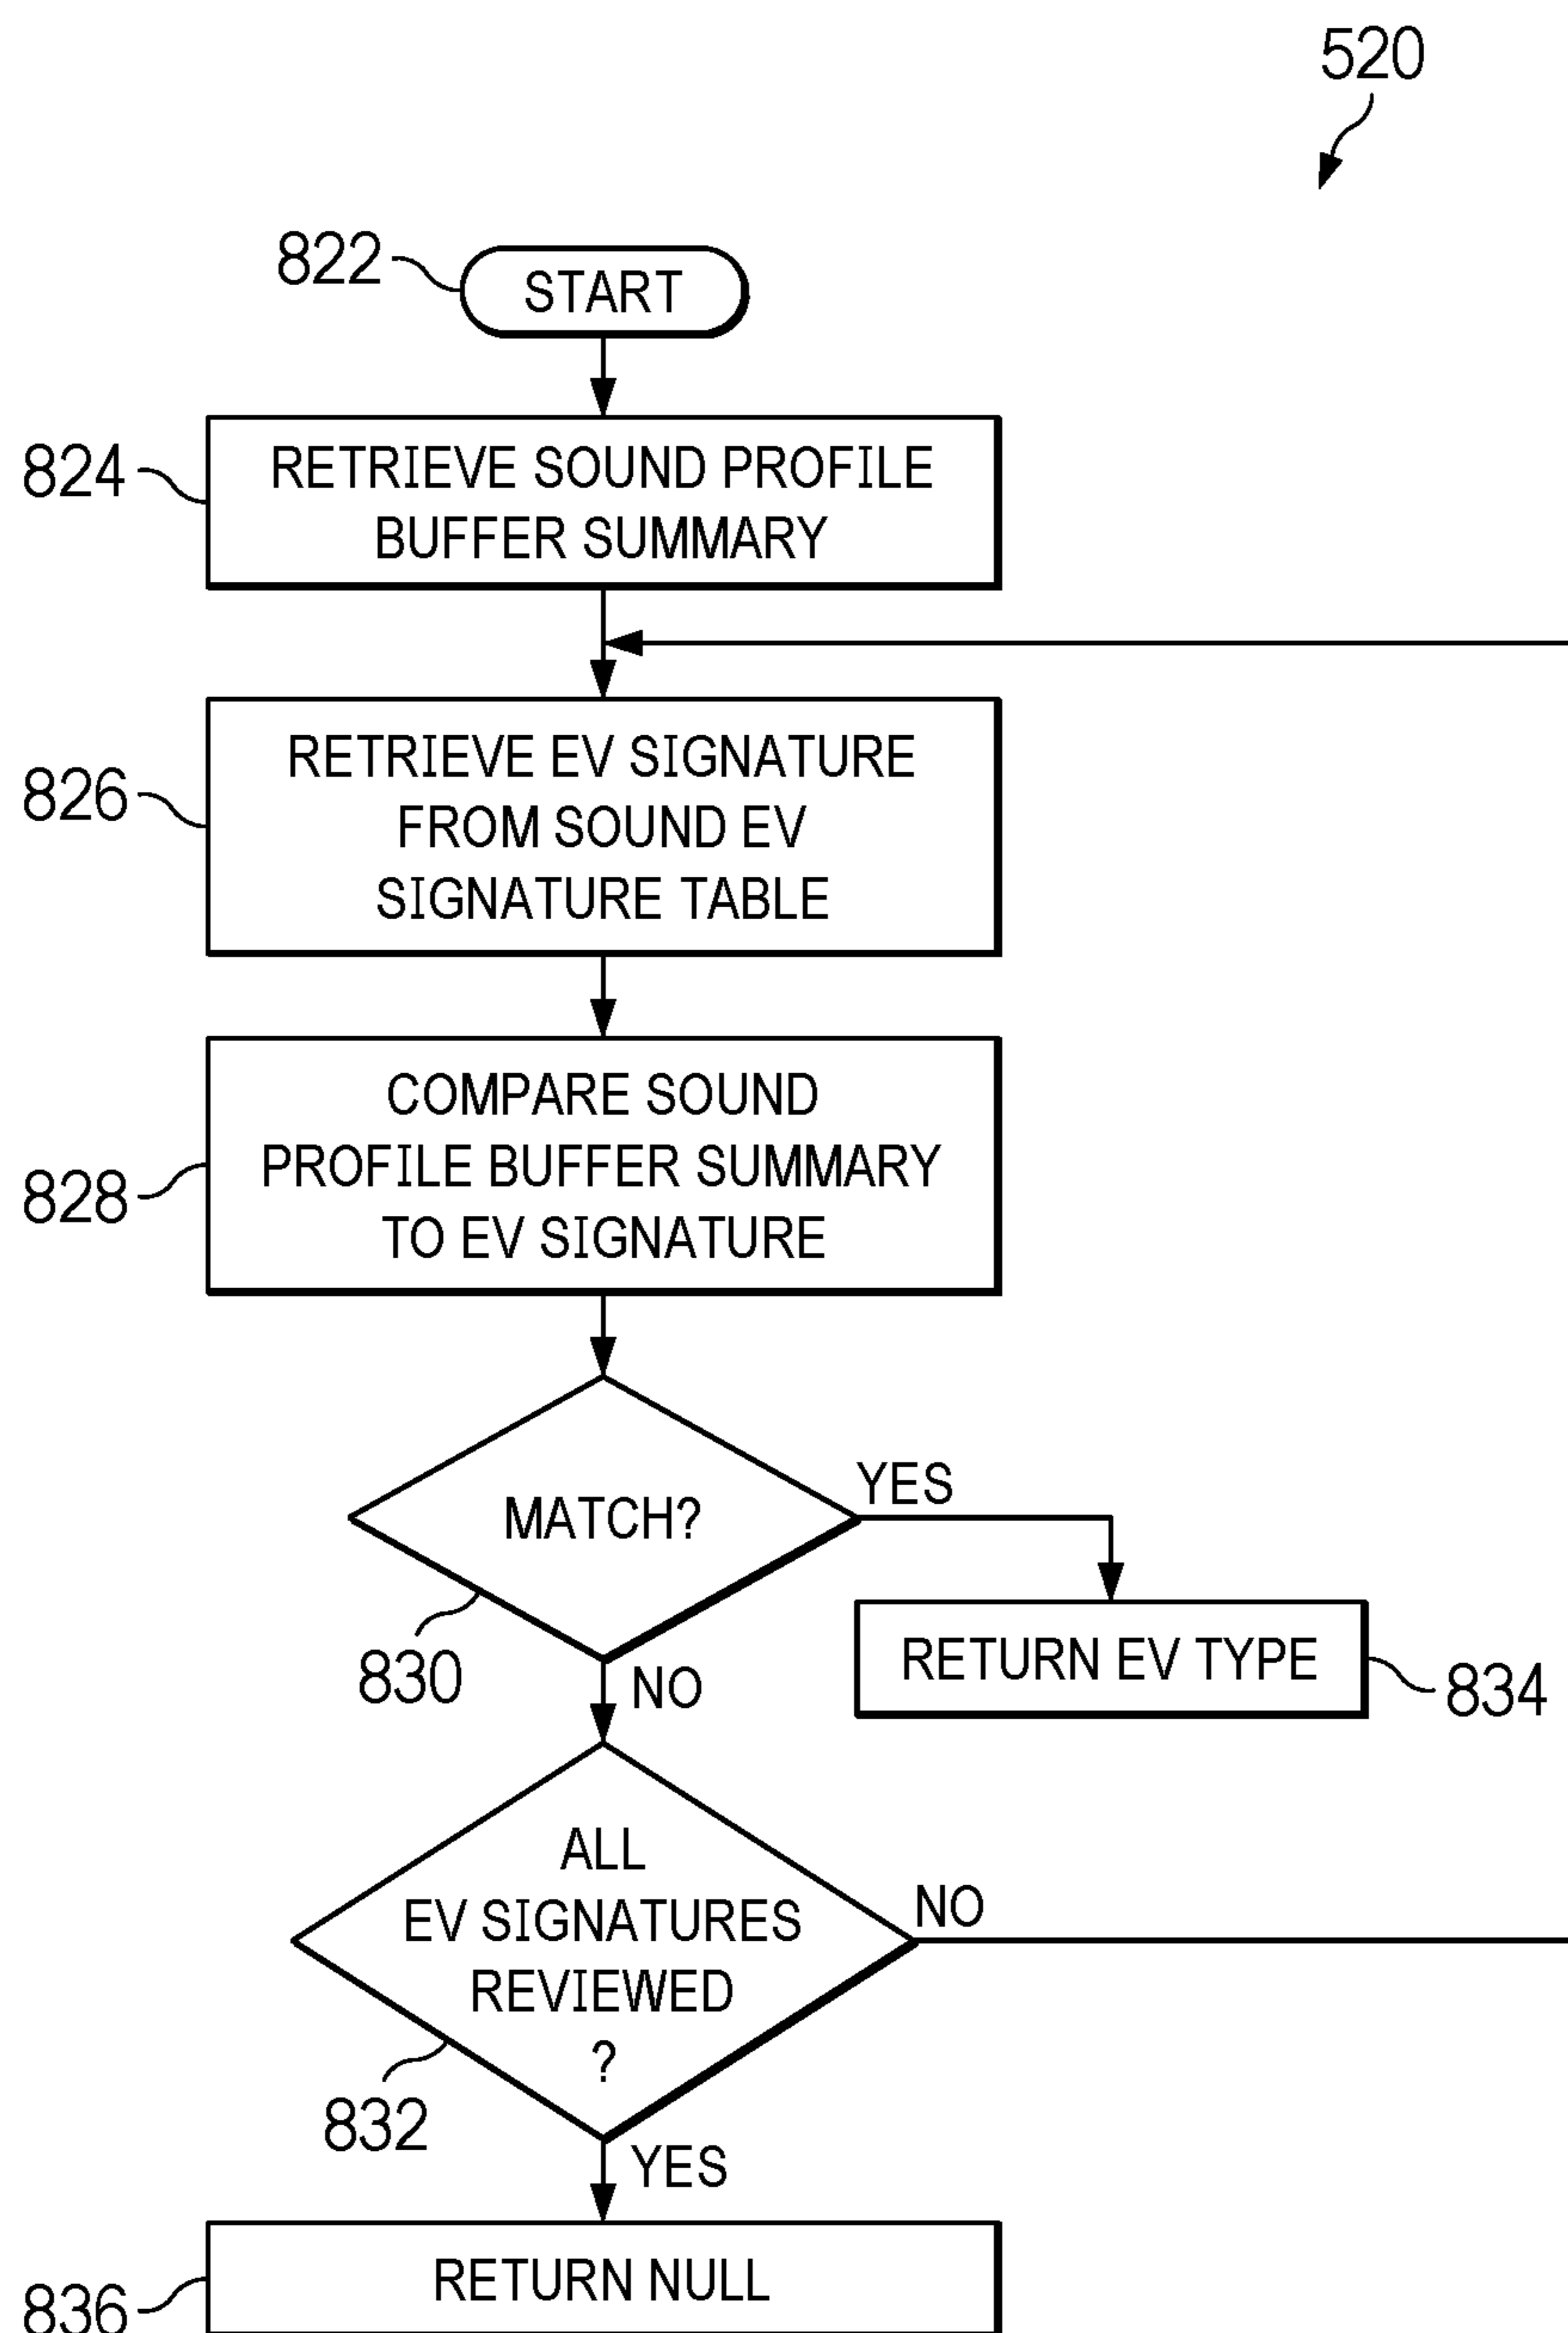 520
822
START
824
RETRIEVE SOUND PROFILE
BUFFER SUMMARY
826
RETRIEVE EV SIGNATURE
FROM SOUND EV
SIGNATURE TABLE
828
COMPARE SOUND
PROFILE BUFFER SUMMARY
TO EV SIGNATURE
MATCH?
YES
830
NO
RETURN EV TYPE
834
ALL
EV SIGNATURES
REVIEWED
?
NO
832
YES
RETURN NULL
836